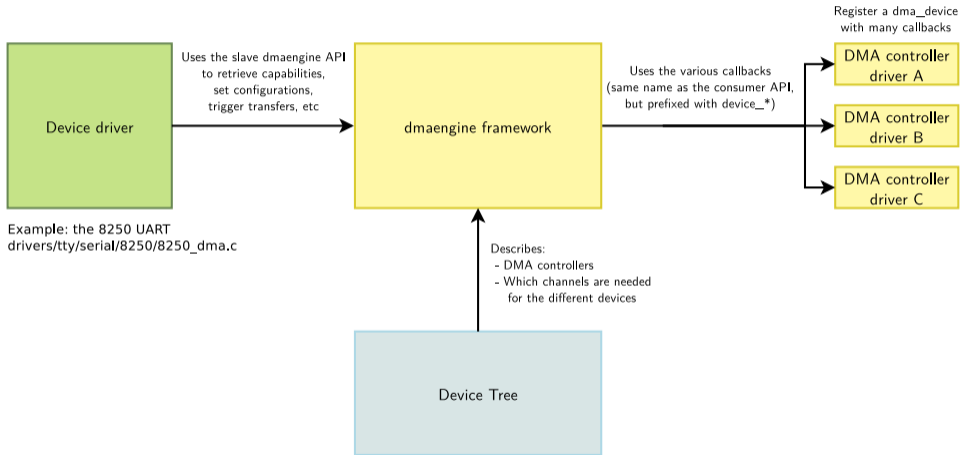 Register a dma_device
with many callbacks
Device driver
Uses the slave dmaengine API
to retrieve capabilities,
set configurations,
trigger transfers, etc
dmaengine framework
Uses the various callbacks
(same name as the consumer API,
but prefixed with device_*)
DMA controller
driver A
DMA controller
driver B
DMA controller
driver C
Example: the 8250 UART
drivers/tty/serial/8250/8250_dma.c
Describes:
- DMA controllers
- Which channels are needed
for the different devices
Device Tree